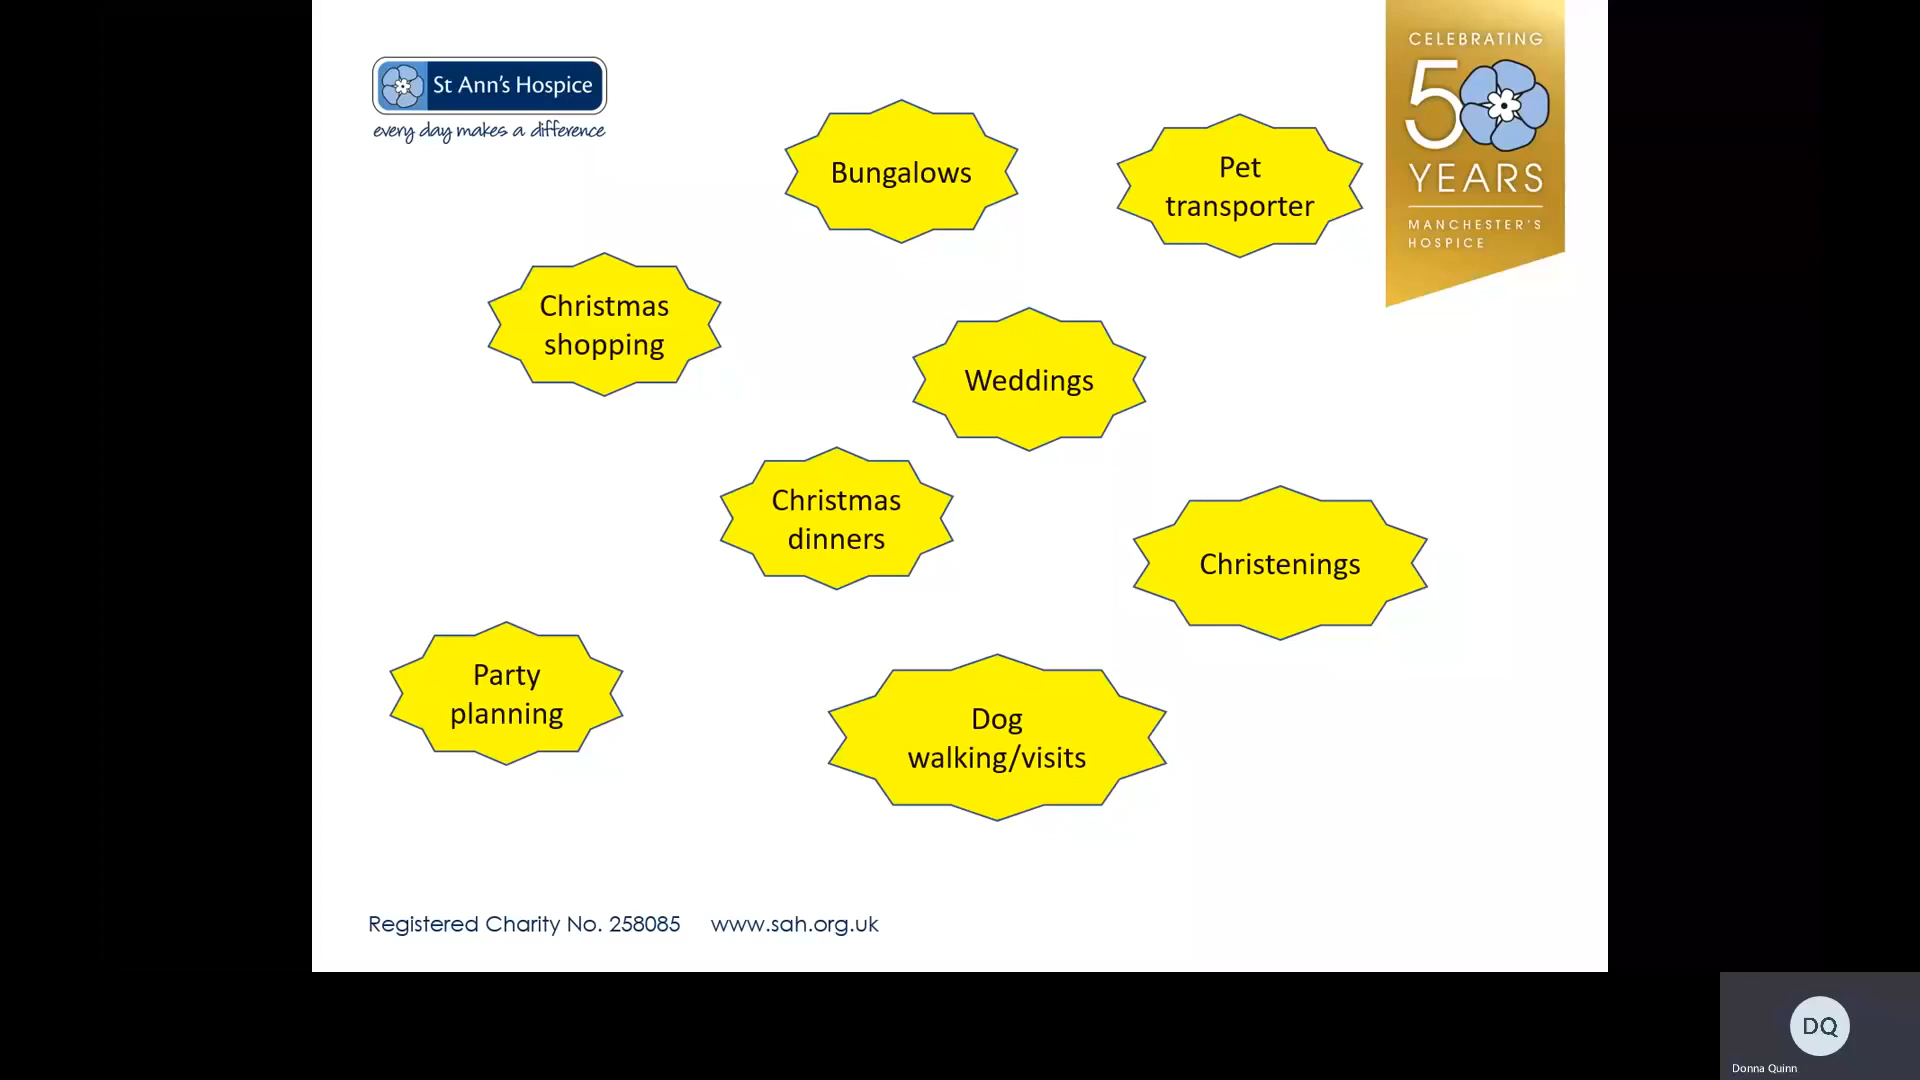 St Ann's Hospice
every day makes a difference
CELEBRATING
50
YEARS
MANCHESTER'S
HOSPICE
Bungalows
Pet
transporter
Christmas
shopping
Weddings
Christmas
dinners
Christenings
Party
planning
Dog
walking/visits
Registered Charity No. 258085 www.sah.org.uk
DQ
Donna Quinn